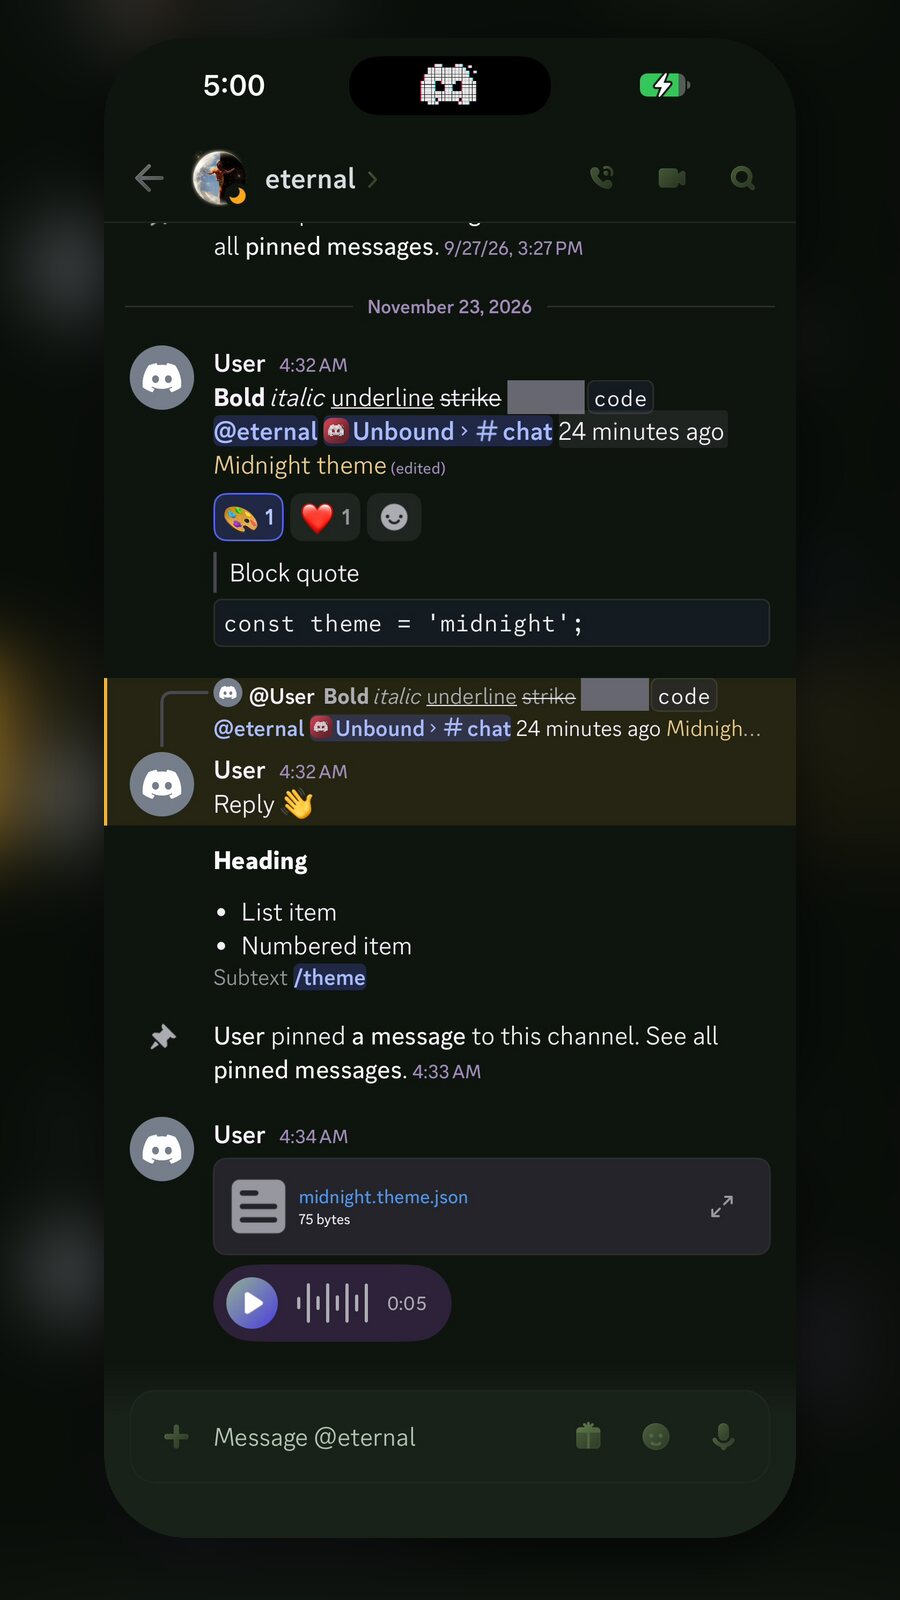 5:00
eternal
all pinned messages. 9/27/26, 3:27 PM
November 23, 2026
User 4:32 AM
Bold italic underline strike code
@eternal Unbound › # chat 24 minutes ago
Midnight theme (edited)
1 1
Block quote
const theme = 'midnight';
@User Bold italic underline strike code
@eternal Unbound › # chat 24 minutes ago Midnigh...
User 4:32 AM
Reply 👋
Heading
• List item
• Numbered item
Subtext /theme
User pinned a message to this channel. See all
pinned messages. 4:33 AM
User 4:34 AM
midnight.theme.json
75 bytes
0:05
Message @eternal